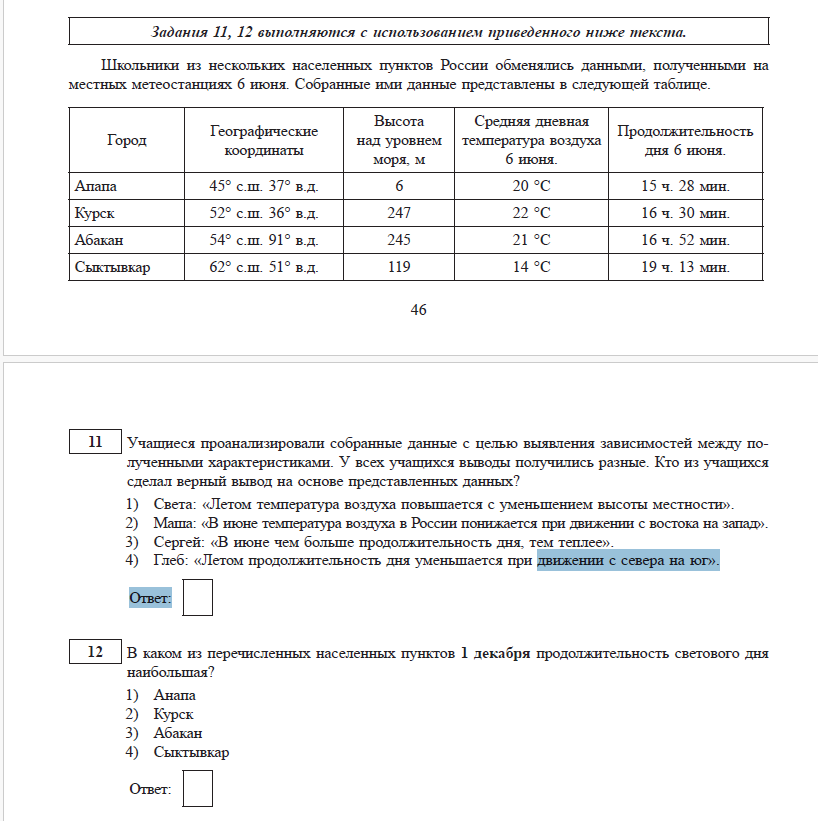 Задания 11, 12 выполняются с использованием приведенного ниже текста.
Школьники из нескольких населенных пунктов России обменялись данными, полученными на
местных метеостанциях 6 июня. Собранные ими данные представлены в следующей таблице.
Город | Географические координаты | Высота над уровнем моря, м | Средняя дневная температура воздуха 6 июня. | Продолжительность дня 6 июня.
Апапа | 45° с.ш. 37° в.д. | 6 | 20 °C | 15 ч. 28 мин.
Курск | 52° с.ш. 36° в.д. | 247 | 22 °C | 16 ч. 30 мин.
Абакан | 54° с.ш. 91° в.д. | 245 | 21 °C | 16 ч. 52 мин.
Сыктывкар | 62° с.ш. 51° в.д. | 119 | 14 °C | 19 ч. 13 мин.
46
11 Учащиеся проанализировали собранные данные с целью выявления зависимостей между по-
лученными характеристиками. У всех учащихся выводы получились разные. Кто из учащихся
сделал верный вывод на основе представленных данных?
1) Света: «Летом температура воздуха повышается с уменьшением высоты местности».
2) Маша: «В июне температура воздуха в России понижается при движении с востока на запад».
3) Сергей: «В июне чем больше продолжительность дня, тем теплее».
4) Глеб: «Летом продолжительность дня уменьшается при движении с севера на юг».
Ответ:
12 В каком из перечисленных населенных пунктов 1 декабря продолжительность светового дня
наибольшая?
1) Анапа
2) Курск
3) Абакан
4) Сыктывкар
Ответ: